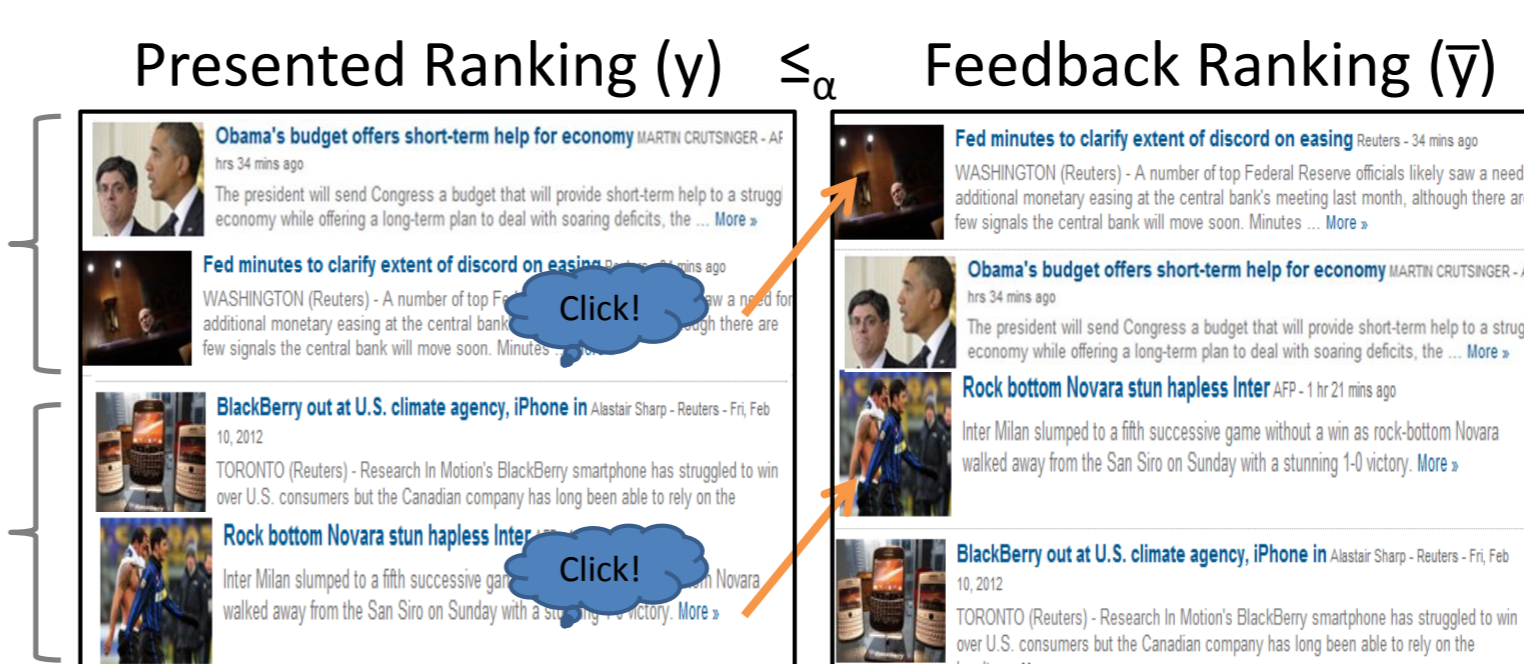 Presented Ranking (y) ≤α Feedback Ranking (y̅)
Obama's budget offers short-term help for economy MARTIN CRUTSINGER - AP
hrs 34 mins ago
The president will send Congress a budget that will provide short-term help to a strugg
economy while offering a long-term plan to deal with soaring deficits, the ... More »
Fed minutes to clarify extent of discord on easing mins ago
WASHINGTON (Reuters) - A number of top aw a need for
additional monetary easing at the central bank there are
few signals the central bank will move soon. Minutes
Click!
BlackBerry out at U.S. climate agency, iPhone in Alastair Sharp - Reuters - Fri, Feb
10, 2012
TORONTO (Reuters) - Research In Motion's BlackBerry smartphone has struggled to win
over U.S. consumers but the Canadian company has long been able to rely on the
Rock bottom Novara stun hapless Inter
Inter Milan slumped to a fifth successive Novara
walked away from the San Siro on Sunday with a victory. More »
Click!
Fed minutes to clarify extent of discord on easing Reuters - 34 mins ago
WASHINGTON (Reuters) - A number of top Federal Reserve officials likely saw a need
additional monetary easing at the central bank's meeting last month, although there are
few signals the central bank will move soon. Minutes ... More »
Obama's budget offers short-term help for economy MARTIN CRUTSINGER - A
hrs 34 mins ago
The president will send Congress a budget that will provide short-term help to a strug
economy while offering a long-term plan to deal with soaring deficits, the ... More »
Rock bottom Novara stun hapless Inter AFP - 1 hr 21 mins ago
Inter Milan slumped to a fifth successive game without a win as rock-bottom Novara
walked away from the San Siro on Sunday with a stunning 1-0 victory. More »
BlackBerry out at U.S. climate agency, iPhone in Alastair Sharp - Reuters - Fri, Feb
10, 2012
TORONTO (Reuters) - Research In Motion's BlackBerry smartphone has struggled to win
over U.S. consumers but the Canadian company has long been able to rely on the